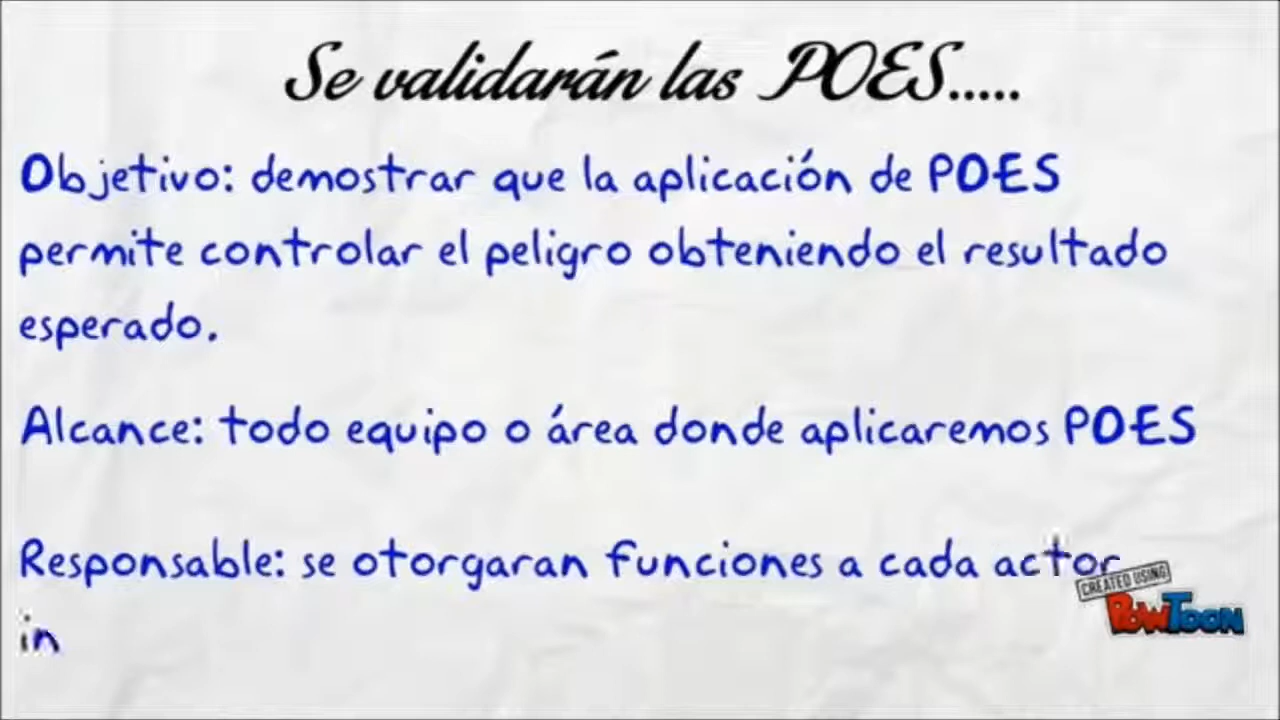 Se validarán las POES.....
Objetivo: demostrar que la aplicación de POES
permite controlar el peligro obteniendo el resultado
esperado.
Alcance: todo equipo o área donde aplicaremos POES
Responsable: se otorgaran funciones a cada actor
in
CREATED USING
POWTOON